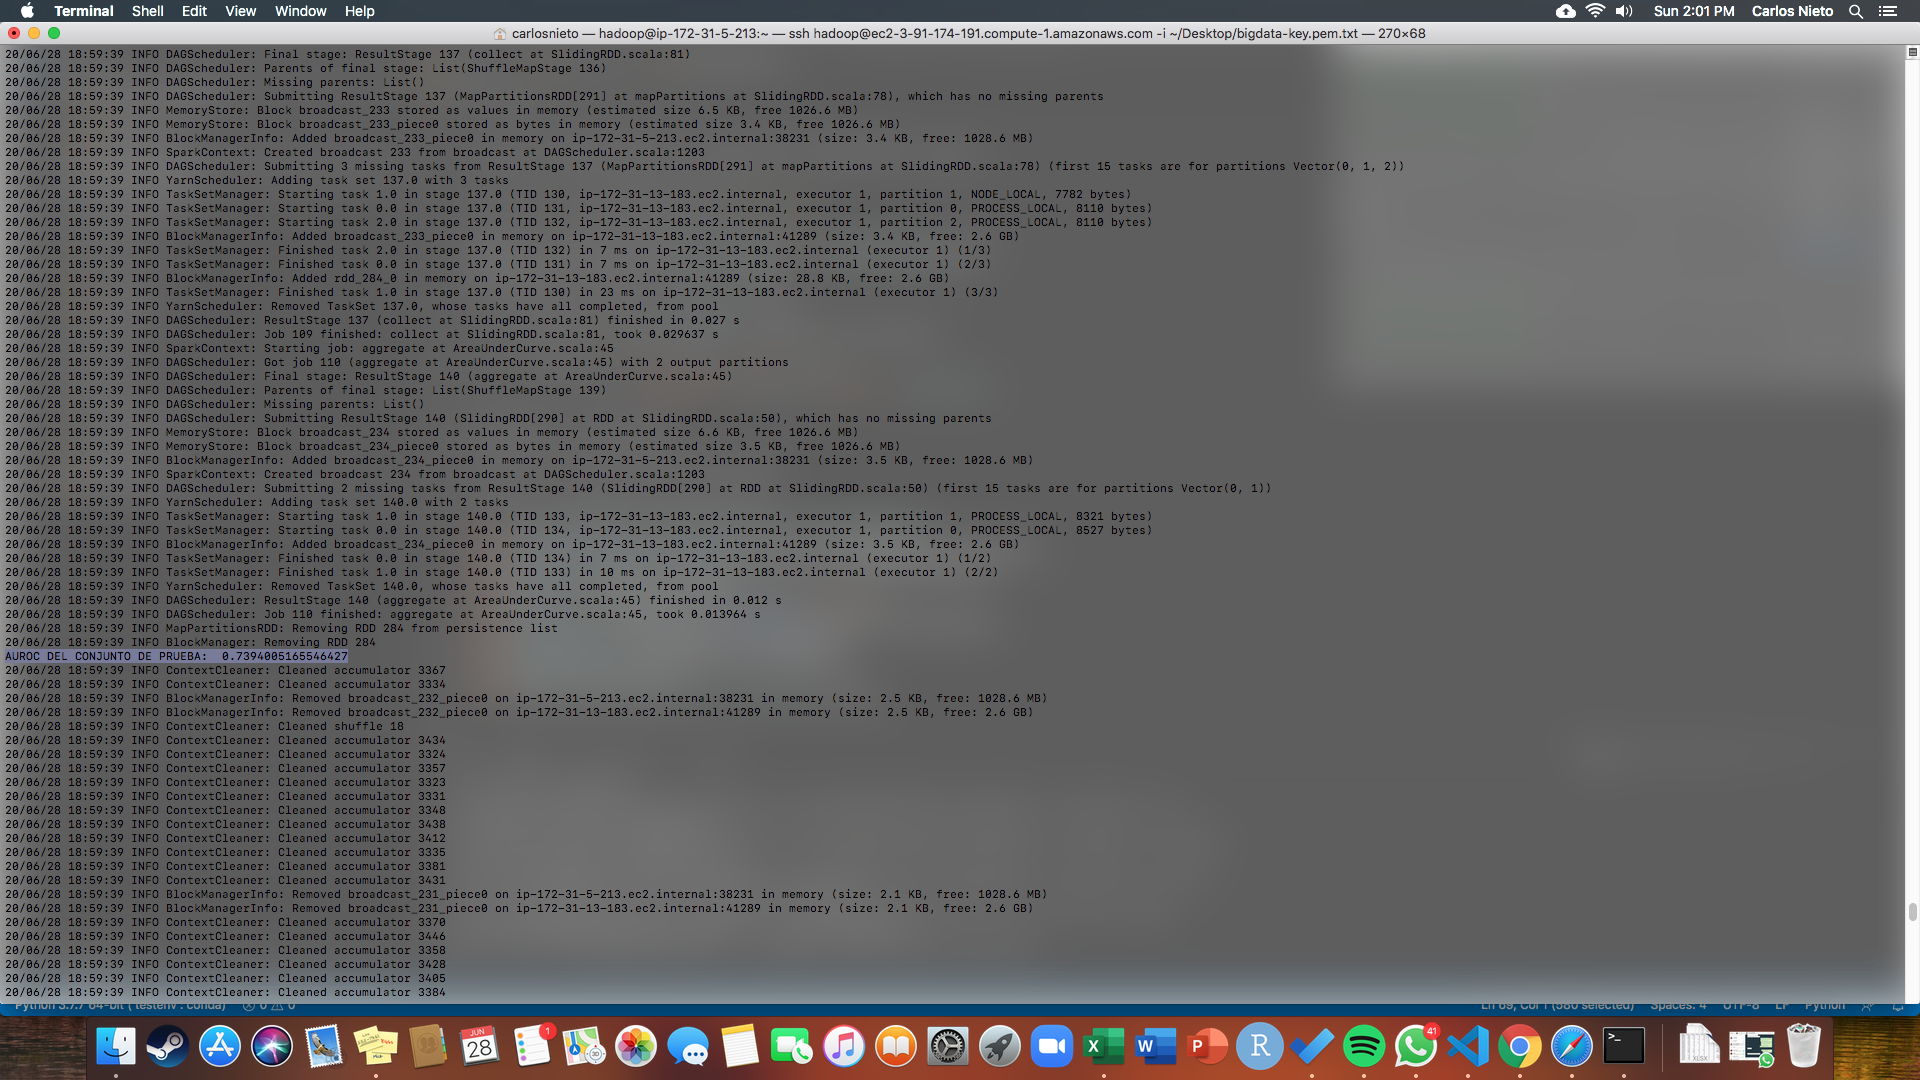 Terminal Shell Edit View Window Help Sun 2:01 PM Carlos Nieto
carlosnieto — hadoop@ip-172-31-5-213:~ — ssh hadoop@ec2-3-91-174-191.compute-1.amazonaws.com -i ~/Desktop/bigdata-key.pem.txt — 270×68
20/06/28 18:59:39 INFO DAGScheduler: Final stage: ResultStage 137 (collect at SlidingRDD.scala:81)
20/06/28 18:59:39 INFO DAGScheduler: Parents of final stage: List(ShuffleMapStage 136)
20/06/28 18:59:39 INFO DAGScheduler: Missing parents: List()
20/06/28 18:59:39 INFO DAGScheduler: Submitting ResultStage 137 (MapPartitionsRDD[291] at mapPartitions at SlidingRDD.scala:78), which has no missing parents
20/06/28 18:59:39 INFO MemoryStore: Block broadcast_233 stored as values in memory (estimated size 6.5 KB, free 1026.6 MB)
20/06/28 18:59:39 INFO MemoryStore: Block broadcast_233_piece0 stored as bytes in memory (estimated size 3.4 KB, free 1026.6 MB)
20/06/28 18:59:39 INFO BlockManagerInfo: Added broadcast_233_piece0 in memory on ip-172-31-5-213.ec2.internal:38231 (size: 3.4 KB, free: 1028.6 MB)
20/06/28 18:59:39 INFO SparkContext: Created broadcast 233 from broadcast at DAGScheduler.scala:1203
20/06/28 18:59:39 INFO DAGScheduler: Submitting 3 missing tasks from ResultStage 137 (MapPartitionsRDD[291] at mapPartitions at SlidingRDD.scala:78) (first 15 tasks are for partitions Vector(0, 1, 2))
20/06/28 18:59:39 INFO YarnScheduler: Adding task set 137.0 with 3 tasks
20/06/28 18:59:39 INFO TaskSetManager: Starting task 1.0 in stage 137.0 (TID 130, ip-172-31-13-183.ec2.internal, executor 1, partition 1, NODE_LOCAL, 7782 bytes)
20/06/28 18:59:39 INFO TaskSetManager: Starting task 0.0 in stage 137.0 (TID 131, ip-172-31-13-183.ec2.internal, executor 1, partition 0, PROCESS_LOCAL, 8110 bytes)
20/06/28 18:59:39 INFO TaskSetManager: Starting task 2.0 in stage 137.0 (TID 132, ip-172-31-13-183.ec2.internal, executor 1, partition 2, PROCESS_LOCAL, 8110 bytes)
20/06/28 18:59:39 INFO BlockManagerInfo: Added broadcast_233_piece0 in memory on ip-172-31-13-183.ec2.internal:41289 (size: 3.4 KB, free: 2.6 GB)
20/06/28 18:59:39 INFO TaskSetManager: Finished task 2.0 in stage 137.0 (TID 132) in 7 ms on ip-172-31-13-183.ec2.internal (executor 1) (1/3)
20/06/28 18:59:39 INFO TaskSetManager: Finished task 0.0 in stage 137.0 (TID 131) in 7 ms on ip-172-31-13-183.ec2.internal (executor 1) (2/3)
20/06/28 18:59:39 INFO BlockManagerInfo: Added rdd_284_0 in memory on ip-172-31-13-183.ec2.internal:41289 (size: 28.8 KB, free: 2.6 GB)
20/06/28 18:59:39 INFO TaskSetManager: Finished task 1.0 in stage 137.0 (TID 130) in 23 ms on ip-172-31-13-183.ec2.internal (executor 1) (3/3)
20/06/28 18:59:39 INFO YarnScheduler: Removed TaskSet 137.0, whose tasks have all completed, from pool
20/06/28 18:59:39 INFO DAGScheduler: ResultStage 137 (collect at SlidingRDD.scala:81) finished in 0.027 s
20/06/28 18:59:39 INFO DAGScheduler: Job 109 finished: collect at SlidingRDD.scala:81, took 0.029637 s
20/06/28 18:59:39 INFO SparkContext: Starting job: aggregate at AreaUnderCurve.scala:45
20/06/28 18:59:39 INFO DAGScheduler: Got job 110 (aggregate at AreaUnderCurve.scala:45) with 2 output partitions
20/06/28 18:59:39 INFO DAGScheduler: Final stage: ResultStage 140 (aggregate at AreaUnderCurve.scala:45)
20/06/28 18:59:39 INFO DAGScheduler: Parents of final stage: List(ShuffleMapStage 139)
20/06/28 18:59:39 INFO DAGScheduler: Missing parents: List()
20/06/28 18:59:39 INFO DAGScheduler: Submitting ResultStage 140 (SlidingRDD[290] at RDD at SlidingRDD.scala:50), which has no missing parents
20/06/28 18:59:39 INFO MemoryStore: Block broadcast_234 stored as values in memory (estimated size 6.6 KB, free 1026.6 MB)
20/06/28 18:59:39 INFO MemoryStore: Block broadcast_234_piece0 stored as bytes in memory (estimated size 3.5 KB, free 1026.6 MB)
20/06/28 18:59:39 INFO BlockManagerInfo: Added broadcast_234_piece0 in memory on ip-172-31-5-213.ec2.internal:38231 (size: 3.5 KB, free: 1028.6 MB)
20/06/28 18:59:39 INFO SparkContext: Created broadcast 234 from broadcast at DAGScheduler.scala:1203
20/06/28 18:59:39 INFO DAGScheduler: Submitting 2 missing tasks from ResultStage 140 (SlidingRDD[290] at RDD at SlidingRDD.scala:50) (first 15 tasks are for partitions Vector(0, 1))
20/06/28 18:59:39 INFO YarnScheduler: Adding task set 140.0 with 2 tasks
20/06/28 18:59:39 INFO TaskSetManager: Starting task 1.0 in stage 140.0 (TID 133, ip-172-31-13-183.ec2.internal, executor 1, partition 1, PROCESS_LOCAL, 8321 bytes)
20/06/28 18:59:39 INFO TaskSetManager: Starting task 0.0 in stage 140.0 (TID 134, ip-172-31-13-183.ec2.internal, executor 1, partition 0, PROCESS_LOCAL, 8527 bytes)
20/06/28 18:59:39 INFO BlockManagerInfo: Added broadcast_234_piece0 in memory on ip-172-31-13-183.ec2.internal:41289 (size: 3.5 KB, free: 2.6 GB)
20/06/28 18:59:39 INFO TaskSetManager: Finished task 0.0 in stage 140.0 (TID 134) in 7 ms on ip-172-31-13-183.ec2.internal (executor 1) (1/2)
20/06/28 18:59:39 INFO TaskSetManager: Finished task 1.0 in stage 140.0 (TID 133) in 10 ms on ip-172-31-13-183.ec2.internal (executor 1) (2/2)
20/06/28 18:59:39 INFO YarnScheduler: Removed TaskSet 140.0, whose tasks have all completed, from pool
20/06/28 18:59:39 INFO DAGScheduler: ResultStage 140 (aggregate at AreaUnderCurve.scala:45) finished in 0.012 s
20/06/28 18:59:39 INFO DAGScheduler: Job 110 finished: aggregate at AreaUnderCurve.scala:45, took 0.013964 s
20/06/28 18:59:39 INFO MapPartitionsRDD: Removing RDD 284 from persistence list
20/06/28 18:59:39 INFO BlockManager: Removing RDD 284
AUROC DEL CONJUNTO DE PRUEBA:  0.7394005165546427
20/06/28 18:59:39 INFO ContextCleaner: Cleaned accumulator 3367
20/06/28 18:59:39 INFO ContextCleaner: Cleaned accumulator 3334
20/06/28 18:59:39 INFO BlockManagerInfo: Removed broadcast_232_piece0 on ip-172-31-5-213.ec2.internal:38231 in memory (size: 2.5 KB, free: 1028.6 MB)
20/06/28 18:59:39 INFO BlockManagerInfo: Removed broadcast_232_piece0 on ip-172-31-13-183.ec2.internal:41289 in memory (size: 2.5 KB, free: 2.6 GB)
20/06/28 18:59:39 INFO ContextCleaner: Cleaned shuffle 18
20/06/28 18:59:39 INFO ContextCleaner: Cleaned accumulator 3434
20/06/28 18:59:39 INFO ContextCleaner: Cleaned accumulator 3324
20/06/28 18:59:39 INFO ContextCleaner: Cleaned accumulator 3357
20/06/28 18:59:39 INFO ContextCleaner: Cleaned accumulator 3323
20/06/28 18:59:39 INFO ContextCleaner: Cleaned accumulator 3331
20/06/28 18:59:39 INFO ContextCleaner: Cleaned accumulator 3348
20/06/28 18:59:39 INFO ContextCleaner: Cleaned accumulator 3438
20/06/28 18:59:39 INFO ContextCleaner: Cleaned accumulator 3412
20/06/28 18:59:39 INFO ContextCleaner: Cleaned accumulator 3335
20/06/28 18:59:39 INFO ContextCleaner: Cleaned accumulator 3381
20/06/28 18:59:39 INFO ContextCleaner: Cleaned accumulator 3431
20/06/28 18:59:39 INFO BlockManagerInfo: Removed broadcast_231_piece0 on ip-172-31-5-213.ec2.internal:38231 in memory (size: 2.1 KB, free: 1028.6 MB)
20/06/28 18:59:39 INFO BlockManagerInfo: Removed broadcast_231_piece0 on ip-172-31-13-183.ec2.internal:41289 in memory (size: 2.1 KB, free: 2.6 GB)
20/06/28 18:59:39 INFO ContextCleaner: Cleaned accumulator 3370
20/06/28 18:59:39 INFO ContextCleaner: Cleaned accumulator 3446
20/06/28 18:59:39 INFO ContextCleaner: Cleaned accumulator 3358
20/06/28 18:59:39 INFO ContextCleaner: Cleaned accumulator 3428
20/06/28 18:59:39 INFO ContextCleaner: Cleaned accumulator 3405
20/06/28 18:59:39 INFO ContextCleaner: Cleaned accumulator 3384
Python 3.7.7 64-bit ('testenv': conda) 0 0 Ln 69, Col 1 (586 selected) Spaces: 4 UTF-8 LF Python
JUN 28 1 3D X W P R 41 >_ XLSX